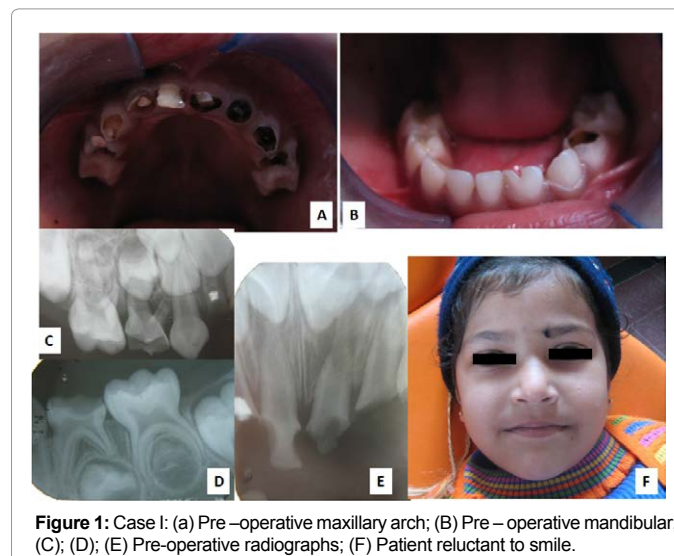 A
B
C
D
E
F
Figure 1: Case I: (a) Pre –operative maxillary arch; (B) Pre – operative mandibular;
(C); (D); (E) Pre-operative radiographs; (F) Patient reluctant to smile.